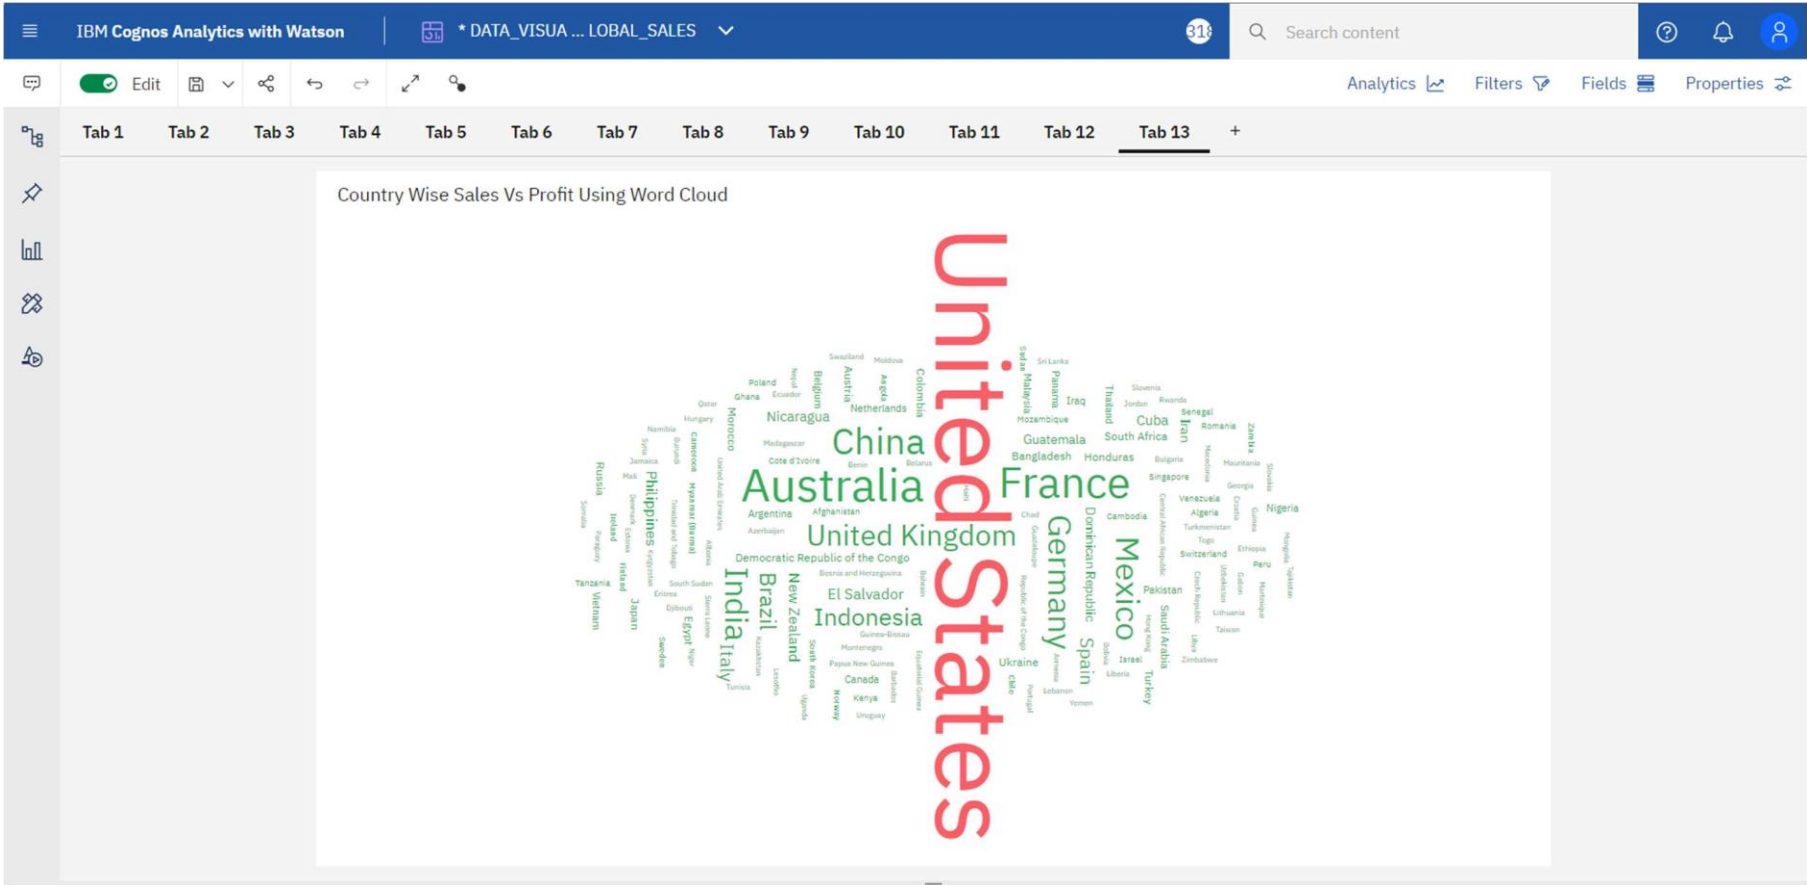 IBM Cognos Analytics with Watson
* DATA_VISUA ... LOBAL_SALES
Search content
Edit
Analytics
Filters
Fields
Properties
Tab 1 Tab 2 Tab 3 Tab 4 Tab 5 Tab 6 Tab 7 Tab 8 Tab 9 Tab 10 Tab 11 Tab 12 Tab 13 +
Country Wise Sales Vs Profit Using Word Cloud
United States
Swaziland
Moldova
Sudan
Sri Lanka
Poland
Nepal
Belgium
Austria
Angola
Colombia
Malaysia
Panama
Thailand
Slovenia
Ghana
Ecuador
Iraq
Jordan
Rwanda
Qatar
Netherlands
Senegal
Hungary
Morocco
Nicaragua
Mozambique
Cuba
Iran
Romania
Zambia
Namibia
China
Guatemala
South Africa
Syria
Burundi
Cameroon
Madagascar
Bangladesh
Honduras
Macedonia
Jamaica
Cote d'Ivoire
Benin
Belarus
Bulgaria
Mauritania
Slovakia
Russia
Mali
Philippines
Myanmar (Burma)
United Arab Emirates
Australia
Haiti
France
Singapore
Georgia
Somalia
Denmark
Trinidad and Tobago
Argentina
Afghanistan
Chad
Cambodia
Central African Republic
Venezuela
Croatia
Guinea
Nigeria
Ireland
Estonia
Azerbaijan
United Kingdom
Guadeloupe
Germany
Dominican Republic
Algeria
Turkmenistan
Paraguay
Kyrgyzstan
Albania
Democratic Republic of the Congo
Mexico
Togo
Switzerland
Ethiopia
Mongolia
Peru
Tajikistan
Tanzania
Finland
South Sudan
India
Brazil
New Zealand
Bosnia and Herzegovina
Bahrain
Republic of the Congo
Pakistan
Czech Republic
Uzbekistan
Gabon
Martinique
Vietnam
Japan
Eritrea
Djibouti
Sierra Leone
El Salvador
Indonesia
Hong Kong
Saudi Arabia
Lithuania
Taiwan
Sweden
Egypt
Niger
Italy
Kazakhstan
South Korea
Guinea-Bissau
Montenegro
Papua New Guinea
Equatorial Guinea
Ukraine
Armenia
Spain
Bolivia
Israel
Libya
Zimbabwe
Tunisia
Lesotho
Uganda
Norway
Canada
Barbados
Kenya
Uruguay
Chile
Portugal
Lebanon
Yemen
Liberia
Turkey